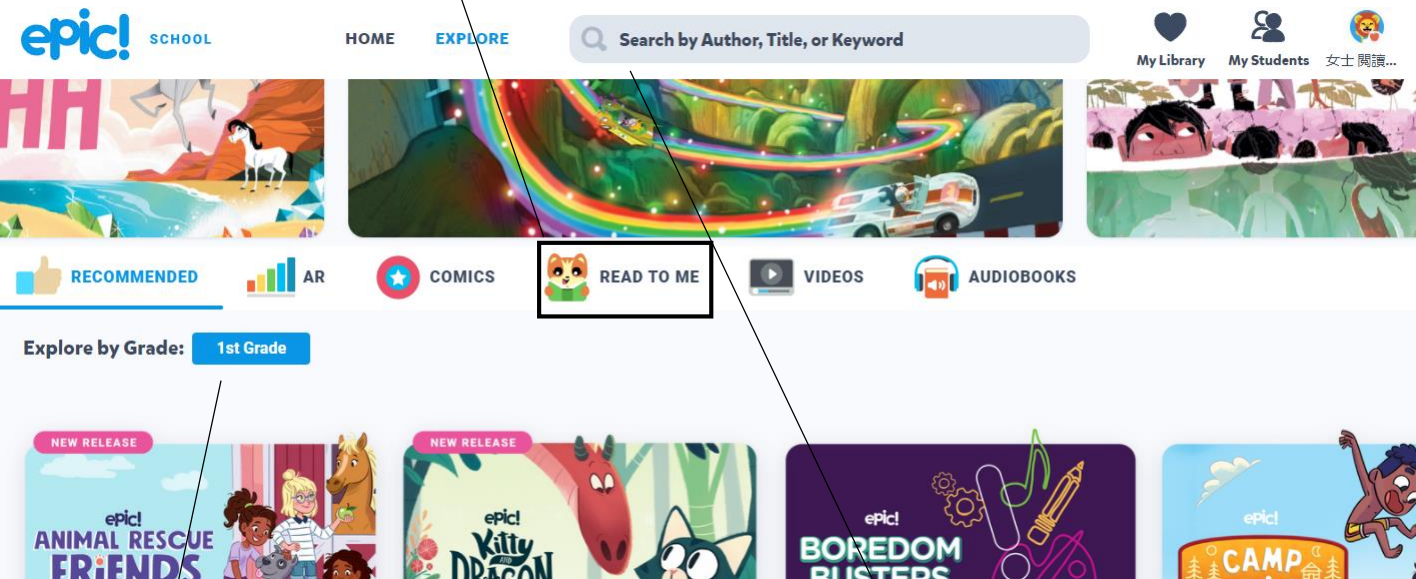 epic! SCHOOL
HOME
EXPLORE
Search by Author, Title, or Keyword
My Library
My Students
女士 閱讀...
HH
RECOMMENDED
AR
COMICS
READ TO ME
VIDEOS
AUDIOBOOKS
Explore by Grade: 1st Grade
NEW RELEASE
NEW RELEASE
epic!
ANIMAL RESCUE
FRIENDS
epic!
Kitty
AND
DRAGON
epic!
BOREDOM
BUSTERS
epic!
CAMP